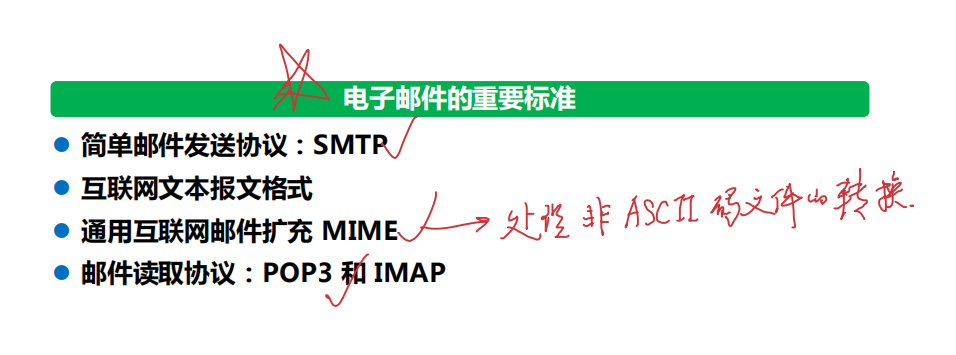 电子邮件的重要标准
简单邮件发送协议：SMTP
互联网文本报文格式
通用互联网邮件扩充 MIME
处理非ASCII码文件的转换.
邮件读取协议：POP3 和 IMAP